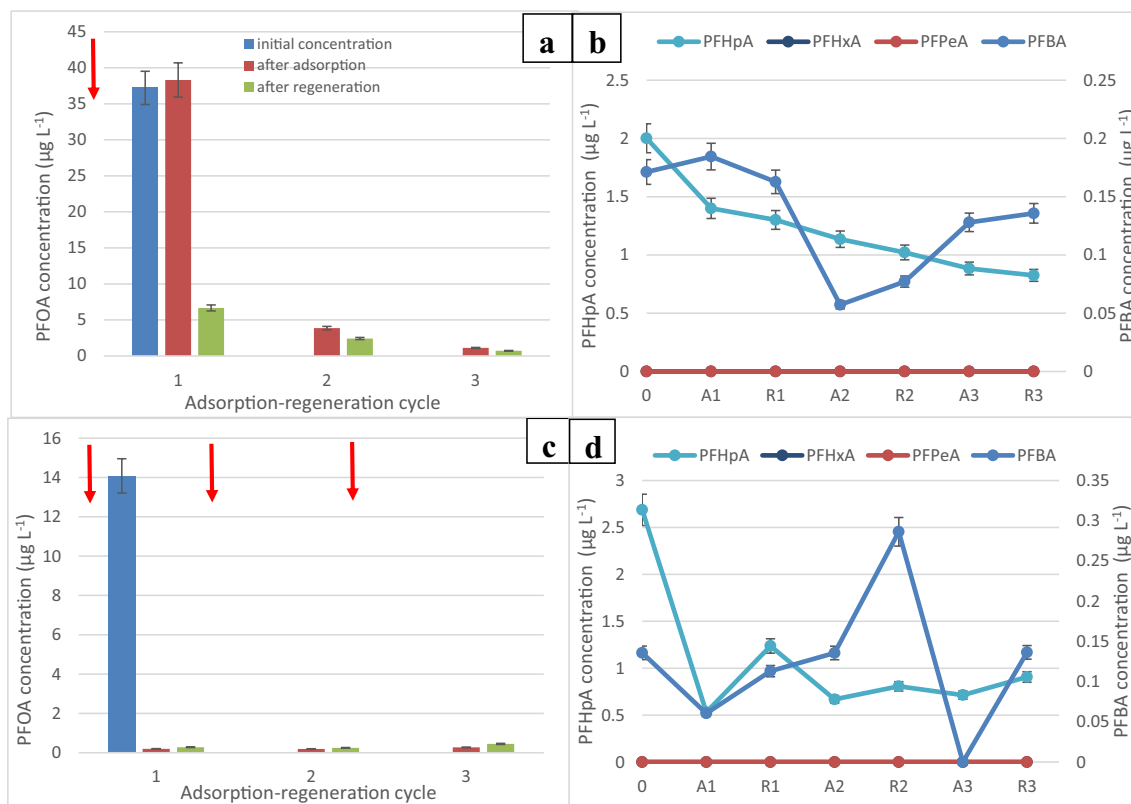 a
PFOA concentration (µg L-1)
45
40
35
30
25
20
15
10
5
0
initial concentration
after adsorption
after regeneration
1 2 3
Adsorption-regeneration cycle
b
PFHpA PFHxA PFPeA PFBA
PFHpA concentration (µg L-1)
2.5
2
1.5
1
0.5
0
0.25
0.2
0.15
0.1
0.05
0
PFBA concentration (µg L-1)
0 A1 R1 A2 R2 A3 R3
c
PFOA concentration (µg L-1)
16
14
12
10
8
6
4
2
0
1 2 3
Adsorption-regeneration cycle
d
PFHpA PFHxA PFPeA PFBA
PFHpA concentration (µg L-1)
3
2.5
2
1.5
1
0.5
0
0.35
0.3
0.25
0.2
0.15
0.1
0.05
0
PFBA concentration (µg L-1)
0 A1 R1 A2 R2 A3 R3